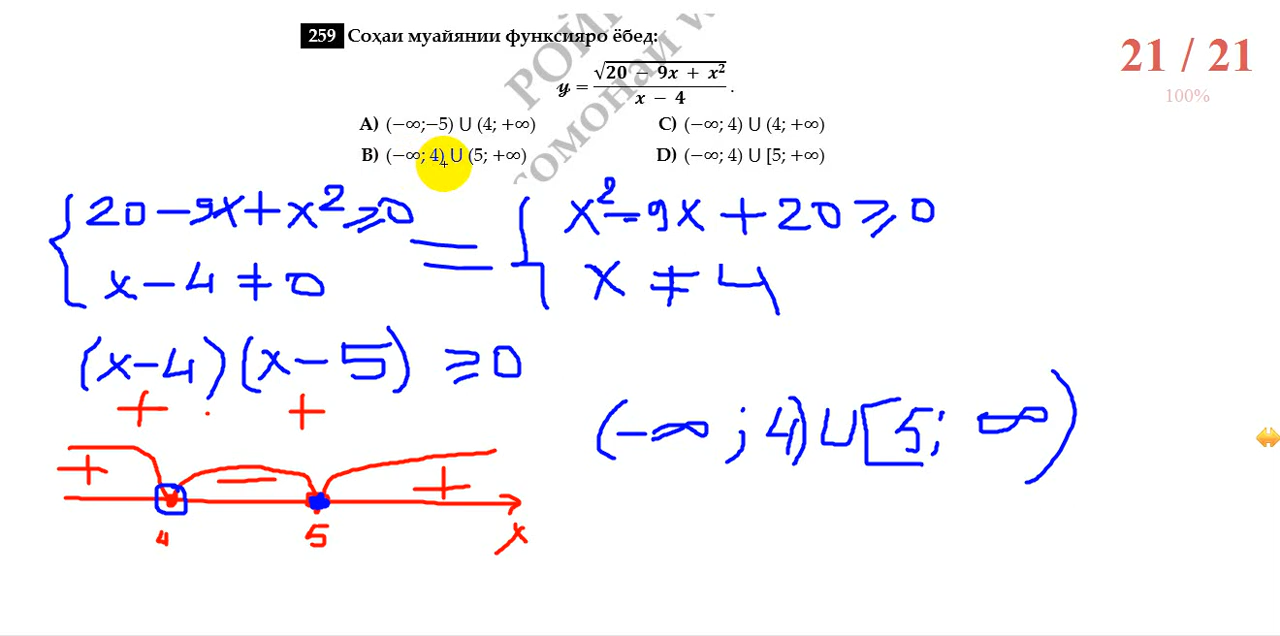 259 Соҳаи муайянии функсияро ёбед:
y = √(20 − 9x + x²) / (x − 4).
A) (−∞;−5) ∪ (4; +∞)
C) (−∞; 4) ∪ (4; +∞)
B) (−∞; 4) ∪ (5; +∞)
D) (−∞; 4) ∪ [5; +∞)
21 / 21
100%
{20 − 9x + x² ⩾ 0 = {x² − 9x + 20 ⩾ 0
x − 4 ≠ 0 x ≠ 4
(x − 4)(x − 5) ⩾ 0
+ +
(−∞; 4) ∪ [5; ∞)
+ − +
4 5 x